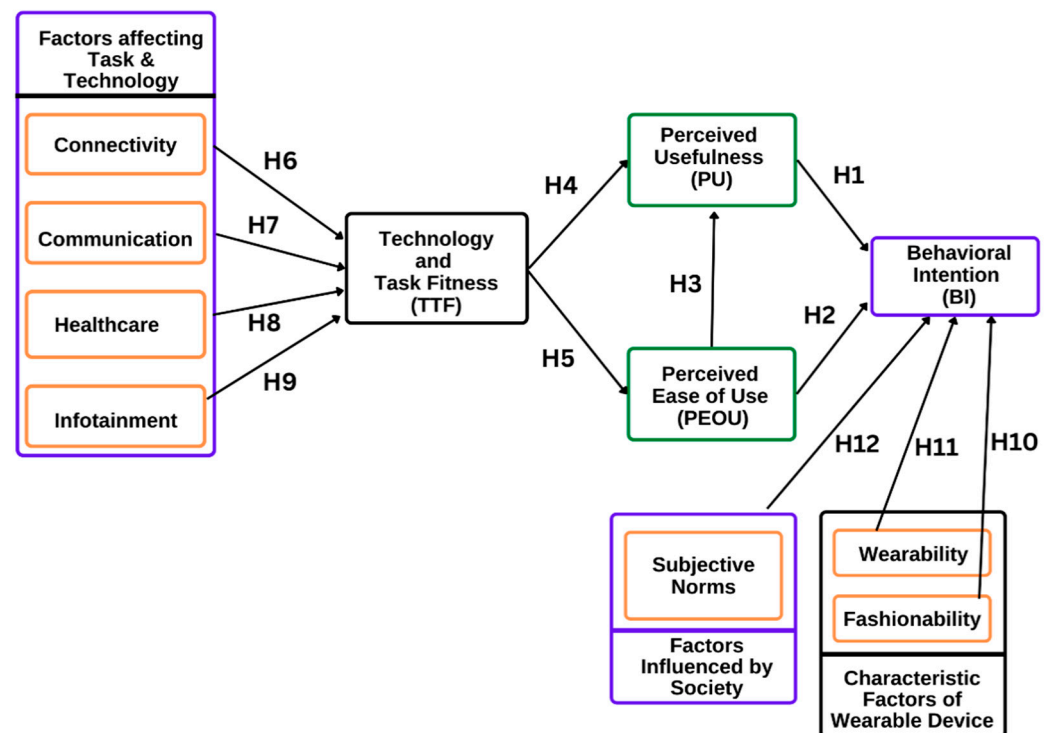 Factors affecting
Task &
Technology
Connectivity
Communication
Healthcare
Infotainment
H6
H7
H8
H9
Technology
and
Task Fitness
(TTF)
H4
H5
Perceived
Usefulness
(PU)
H3
Perceived
Ease of Use
(PEOU)
H1
H2
Behavioral
Intention
(BI)
H12
H11
H10
Subjective
Norms
Factors
Influenced by
Society
Wearability
Fashionability
Characteristic
Factors of
Wearable Device